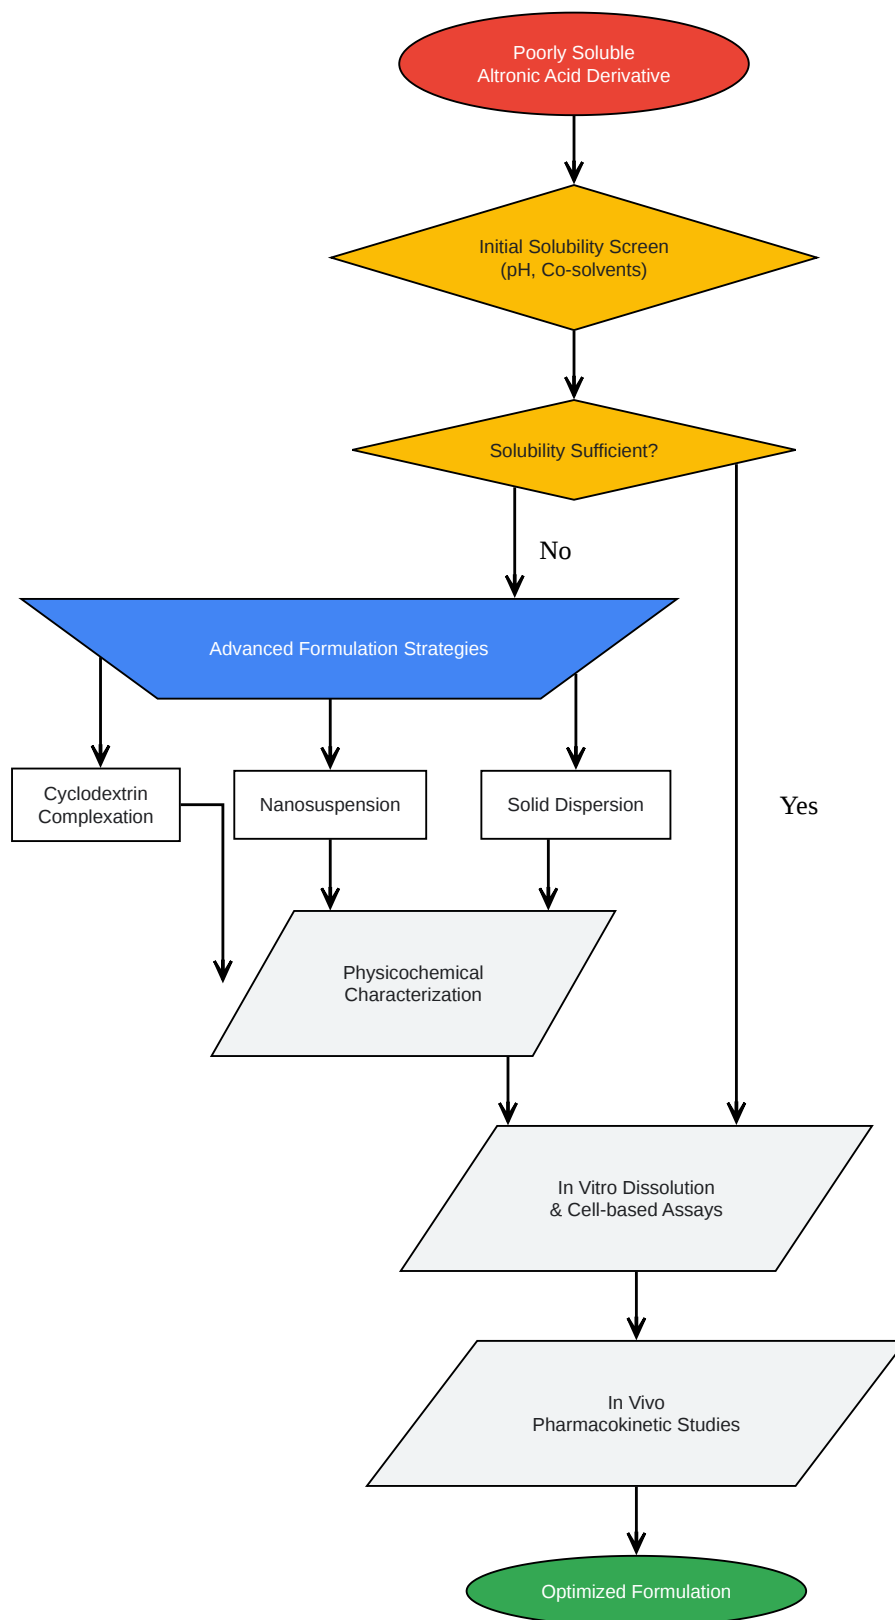 Poorly Soluble
Altronic Acid Derivative
Initial Solubility Screen
(pH, Co-solvents)
Solubility Sufficient?
No
Advanced Formulation Strategies
Cyclodextrin
Complexation
Nanosuspension
Solid Dispersion
Yes
Physicochemical
Characterization
In Vitro Dissolution
& Cell-based Assays
In Vivo
Pharmacokinetic Studies
Optimized Formulation